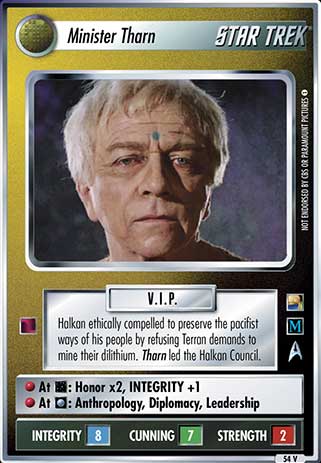 Minister Tharn
STAR TREK
NOT ENDORSED BY CBS OR PARAMOUNT PICTURES
V.I.P.
Halkan ethically compelled to preserve the pacifist
ways of his people by refusing Terran demands to
mine their dilithium. Tharn led the Halkan Council.
M
At : Honor x2, INTEGRITY +1
At : Anthropology, Diplomacy, Leadership
INTEGRITY 8 CUNNING 7 STRENGTH 2
54 V